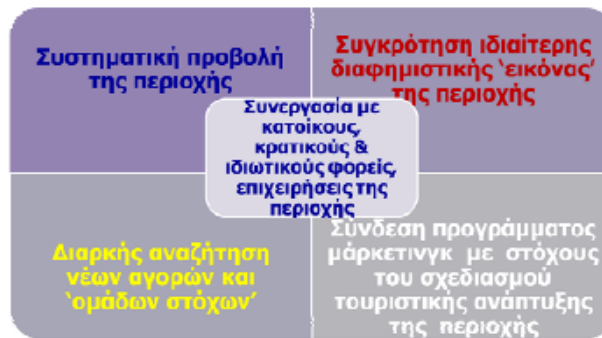 Συστηματική προβολή
της περιοχής
Συγκρότηση ιδιαίτερης
διαφημιστικής 'εικόνας'
της περιοχής
Συνεργασία με
κατοίκους,
κρατικούς &
ιδιωτικούς φορείς,
επιχειρήσεις της
περιοχής
Διαρκής αναζήτηση
νέων αγορών και
'ομάδων στόχων'
Σύνδεση προγράμματος
μάρκετινγκ με στόχους
του σχεδιασμού
τουριστικής ανάπτυξης
της περιοχής